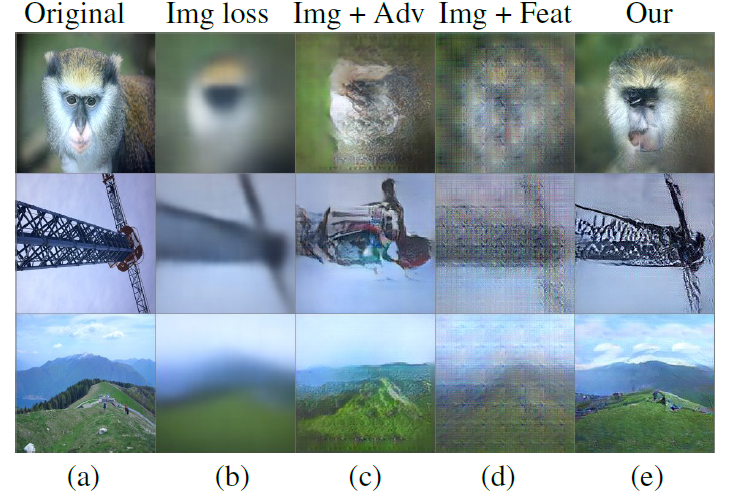 Original Img loss Img + Adv Img + Feat Our
(a) (b) (c) (d) (e)